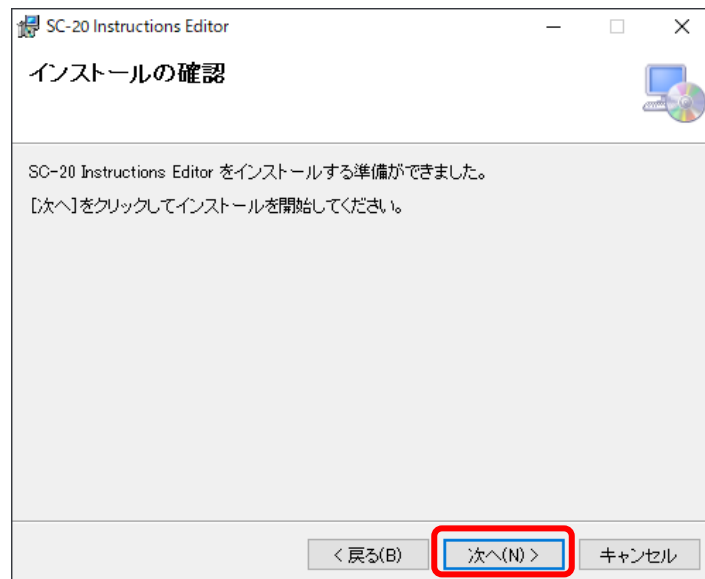 SC-20 Instructions Editor
インストールの確認
SC-20 Instructions Editor をインストールする準備ができました。
[次へ]をクリックしてインストールを開始してください。
< 戻る(B)
次へ(N) >
キャンセル